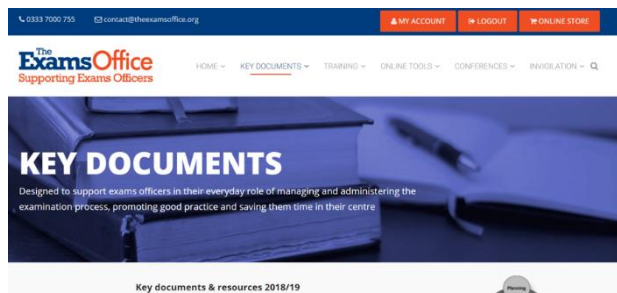 0333 7000 755 contact@theexamsoffice.org MY ACCOUNT LOGOUT ONLINE STORE
The
ExamsOffice
Supporting Exams Officers
HOME KEY DOCUMENTS TRAINING ONLINE TOOLS CONFERENCES INVIGILATION
KEY DOCUMENTS
Designed to support exams officers in their everyday role of managing and administering the
examination process, promoting good practice and saving them time in their centre
Key documents & resources 2018/19
Planning